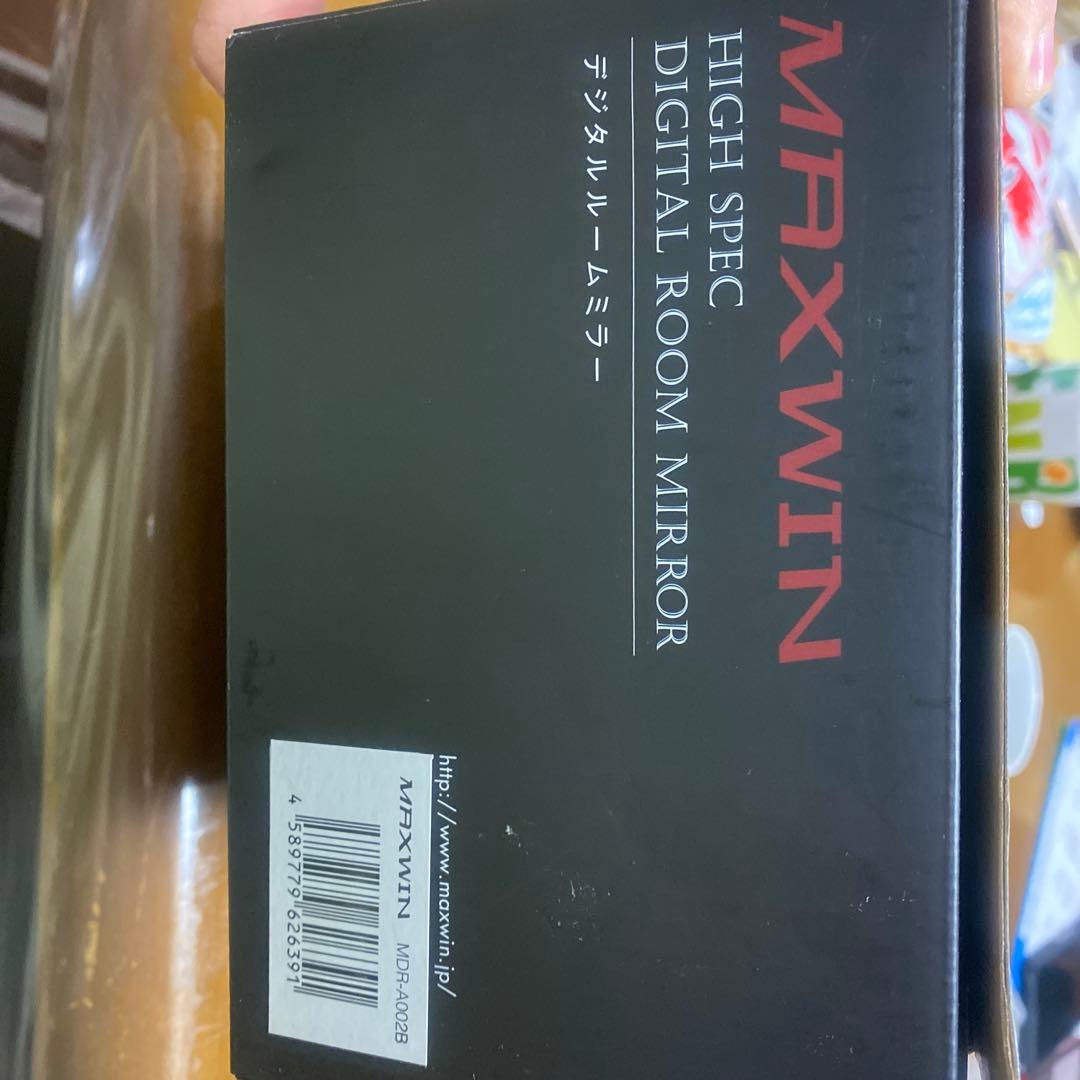 MAXWIN
HIGH SPEC
DIGITAL ROOM MIRROR
デジタルルームミラー
http://www.maxwin.jp/
MAXWIN MDR-A002B
4 589779 626391